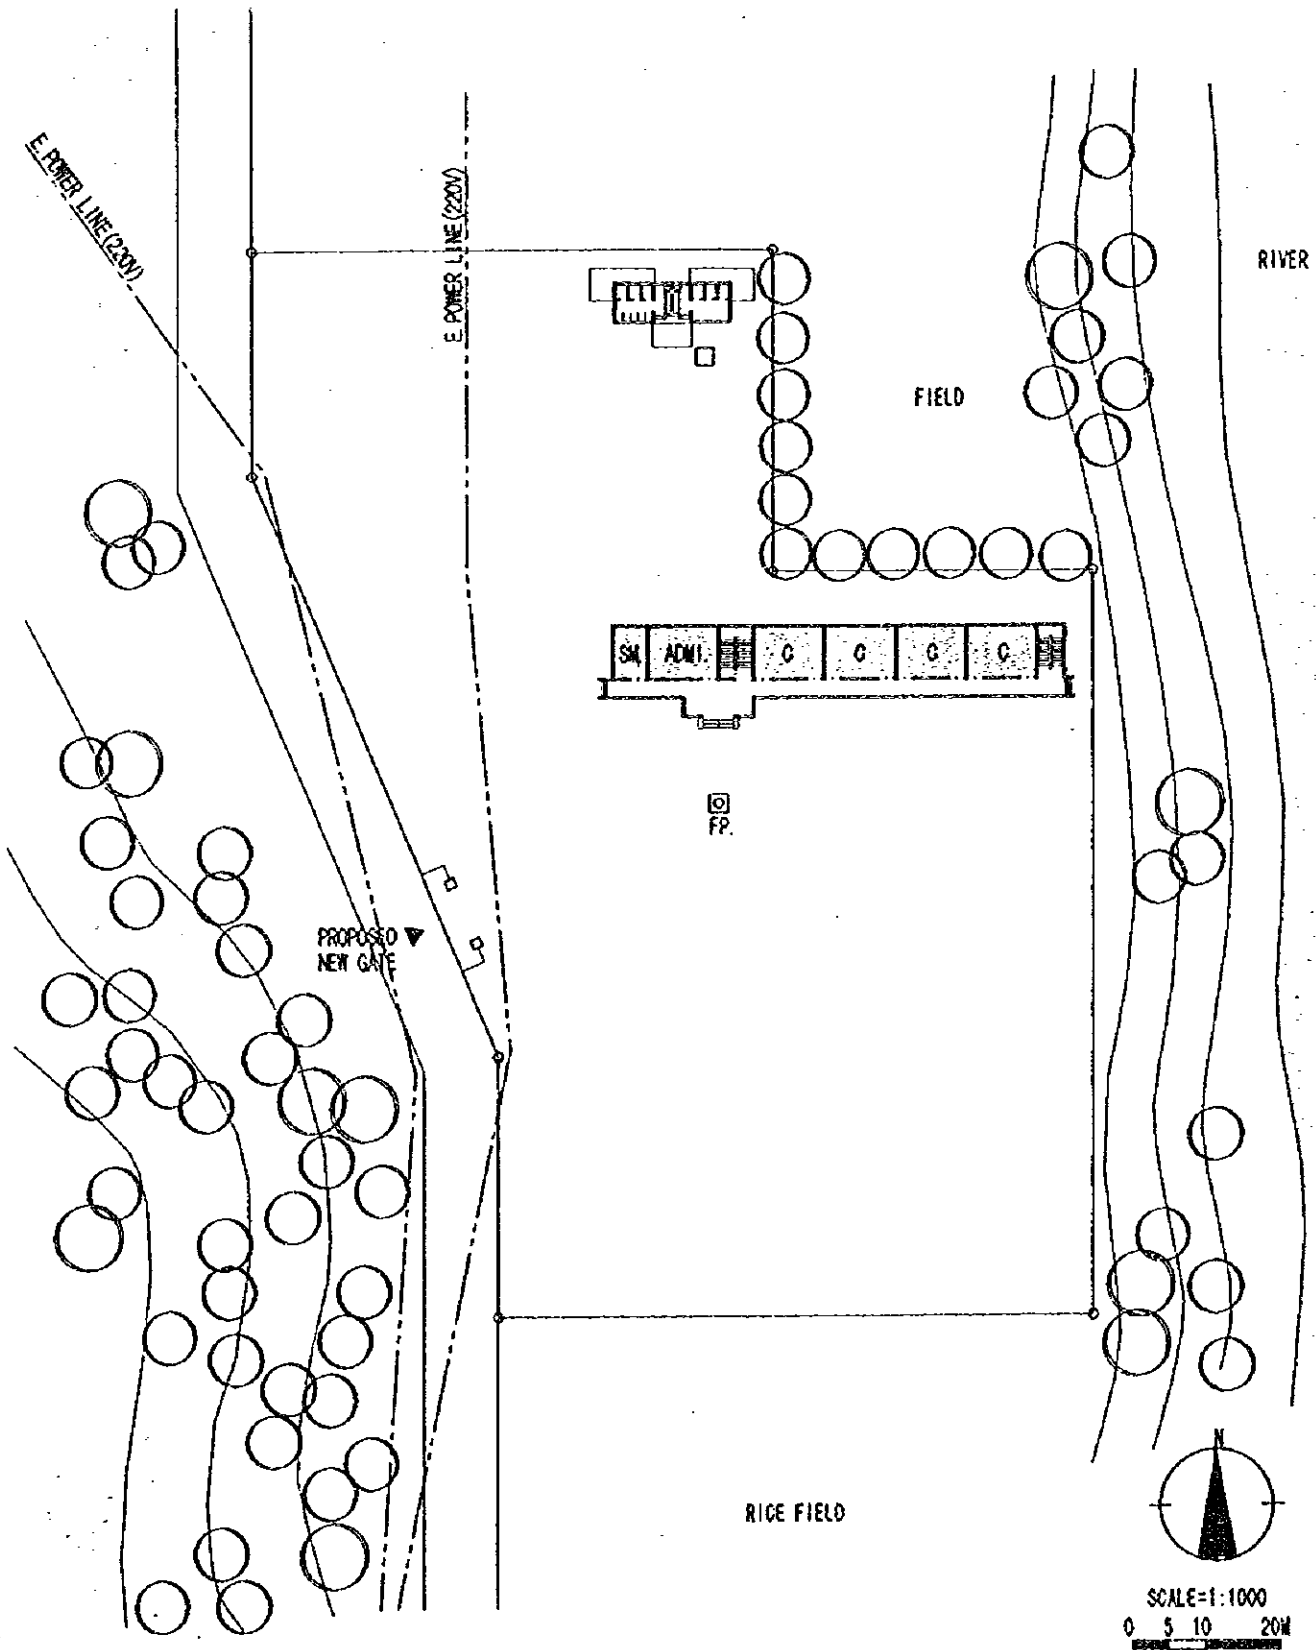 E. POWER LINE (220V)
E. POWER LINE (220V)
RIVER
FIELD
SM. ADMI. C C C C
FP.
PROPOSED
NEW GATE
RICE FIELD
N
SCALE=1:1000
0 5 10 20M